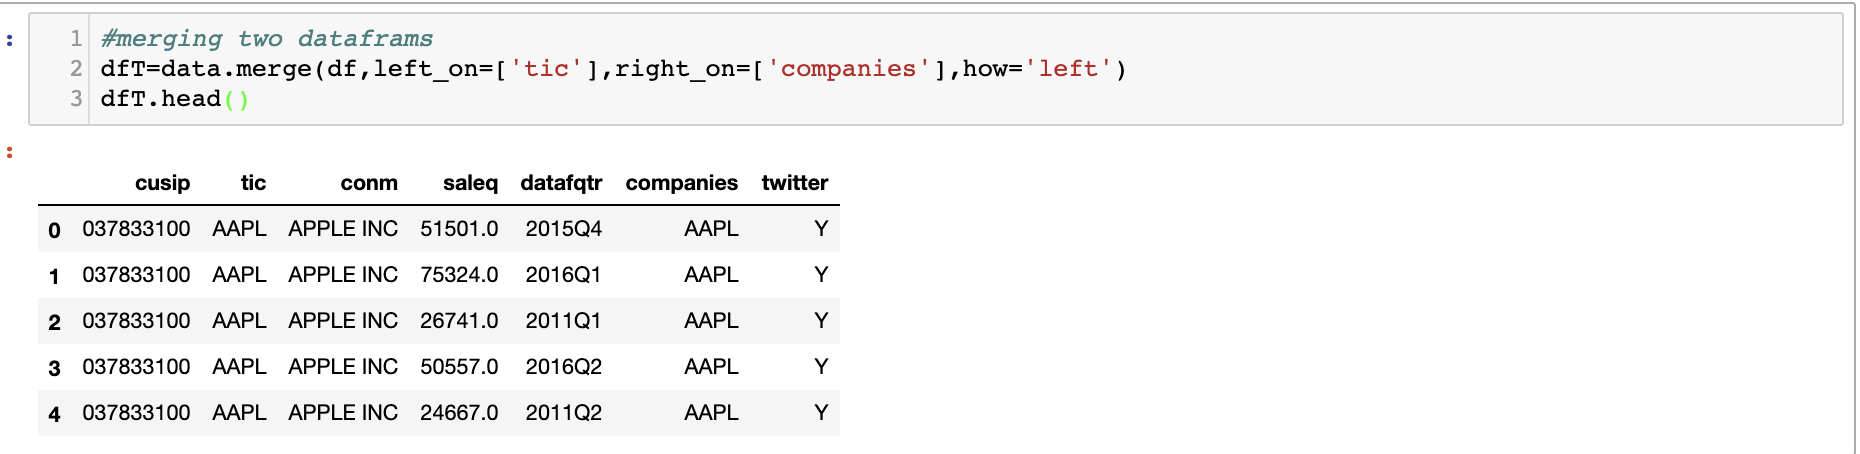 :
1 #merging two dataframs
2 dfT=data.merge(df,left_on=['tic'],right_on=['companies'],how='left')
3 dfT.head()
:
cusip tic conm saleq datafqtr companies twitter
0 037833100 AAPL APPLE INC 51501.0 2015Q4 AAPL Y
1 037833100 AAPL APPLE INC 75324.0 2016Q1 AAPL Y
2 037833100 AAPL APPLE INC 26741.0 2011Q1 AAPL Y
3 037833100 AAPL APPLE INC 50557.0 2016Q2 AAPL Y
4 037833100 AAPL APPLE INC 24667.0 2011Q2 AAPL Y